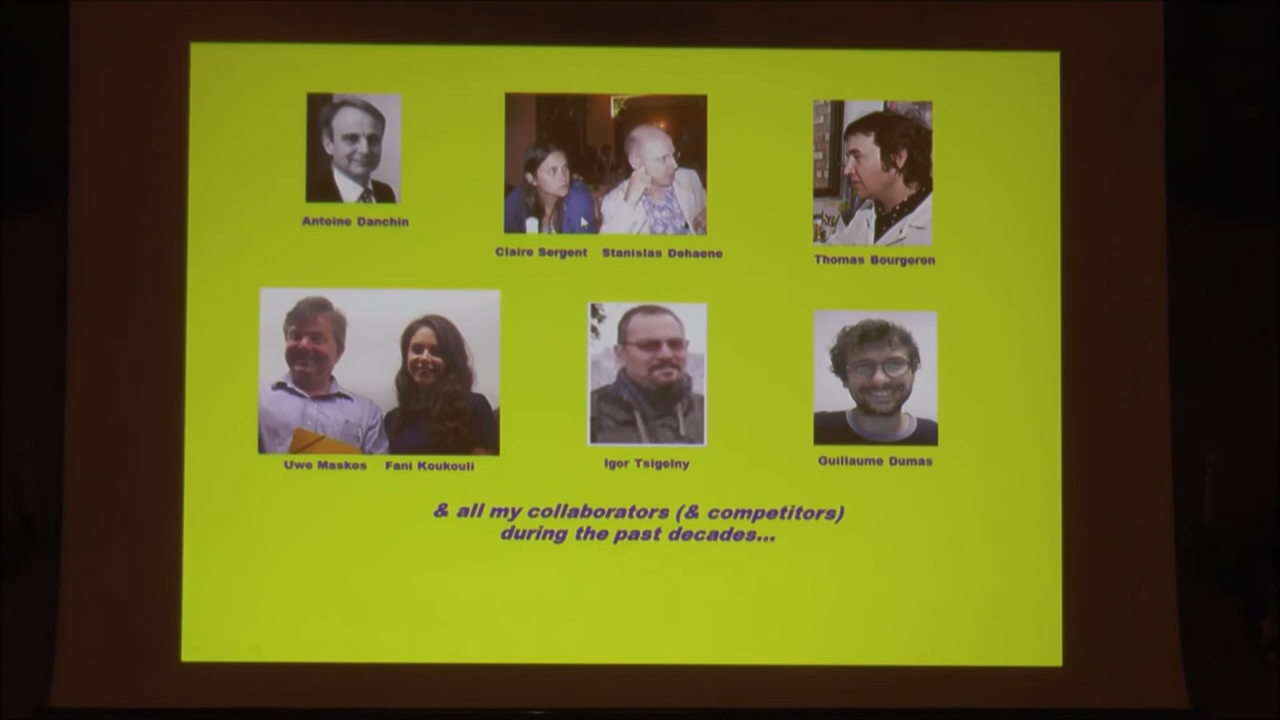 Antoine Danchin
Claire Sergent Stanislas Dehaene
Thomas Bourgeron
Uwe Maskos Fani Koukouli
Igor Tsigelny
Guillaume Dumas
& all my collaborators (& competitors)
during the past decades...